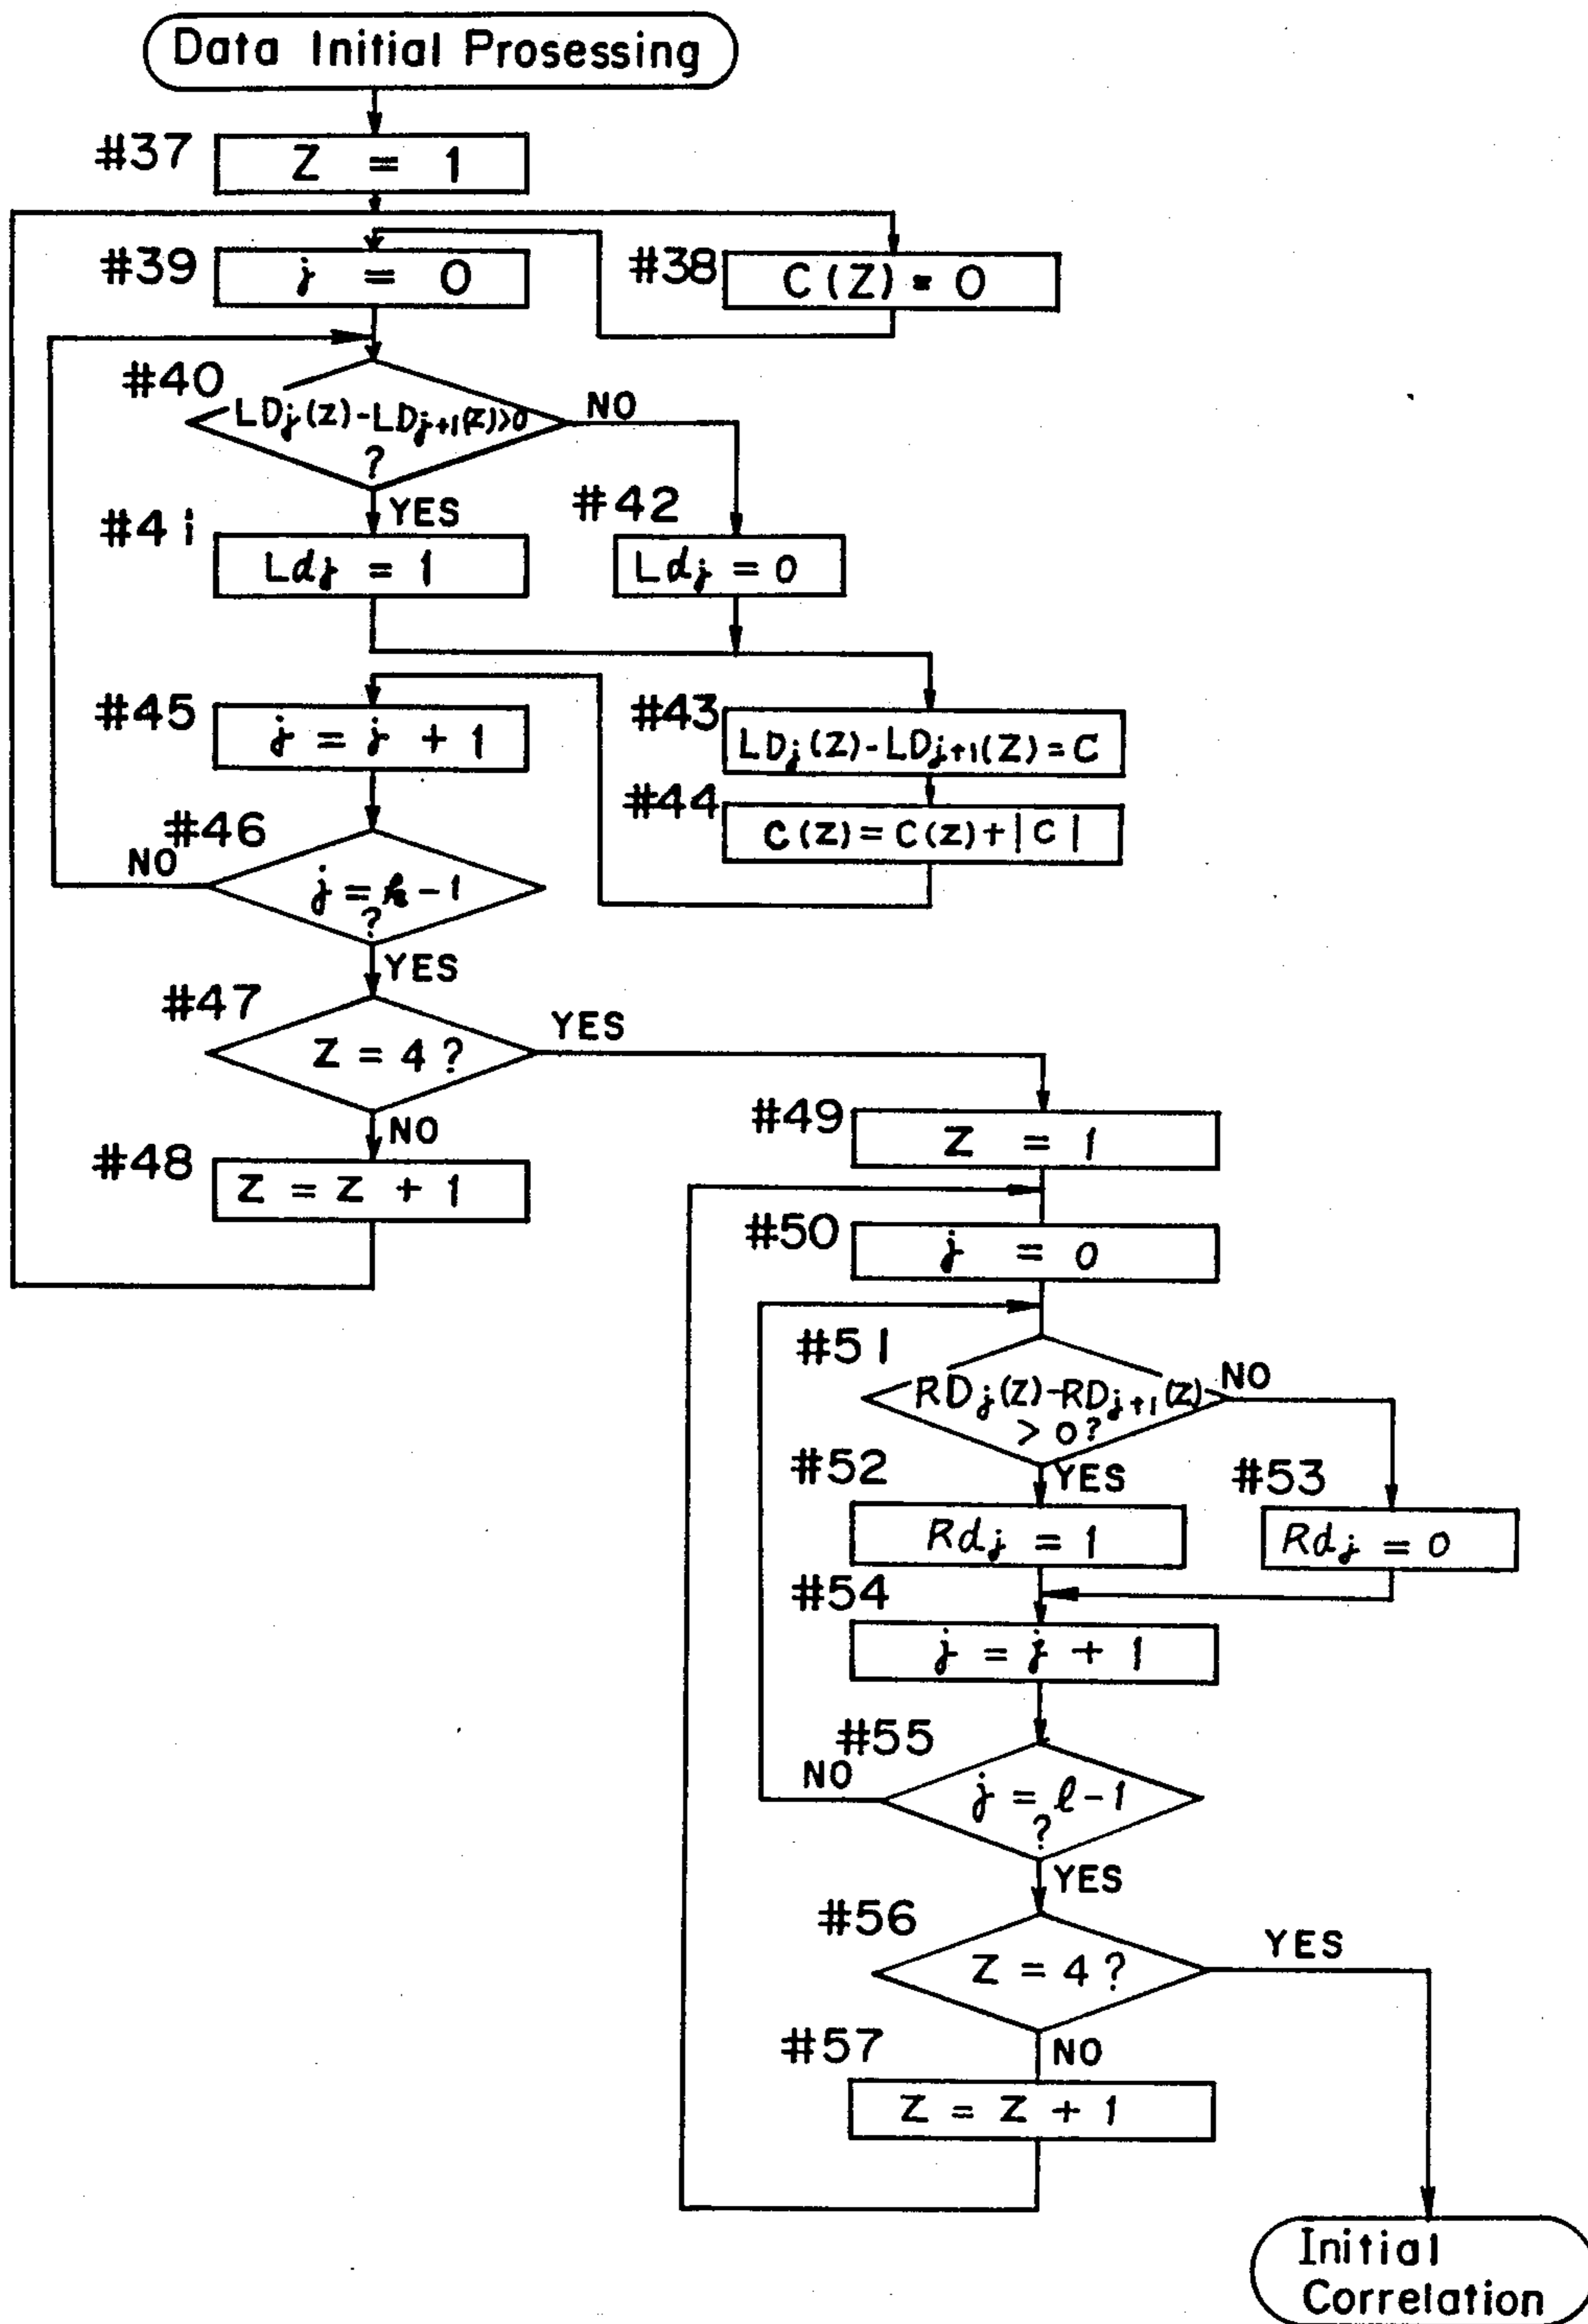 Data Initial Prosessing
#37
Z = 1
#39
j = 0
#38
C(Z) = 0
#40
LDj(Z)-LDj+1(Z)>0
?
NO
YES
#41
Ldj = 1
#42
Ldj = 0
#45
j = j + 1
#43
LDj(Z)-LDj+1(Z)=C
#44
C(Z)=C(Z)+|C|
#46
NO
j = k-1
?
YES
#47
Z = 4 ?
YES
NO
#48
Z = Z + 1
#49
Z = 1
#50
j = 0
#51
RDj(Z)-RDj+1(Z)
> 0?
NO
YES
#52
Rdj = 1
#53
Rdj = 0
#54
j = j + 1
#55
NO
j = ℓ-1
?
YES
#56
Z = 4 ?
YES
NO
#57
Z = Z + 1
Initial
Correlation